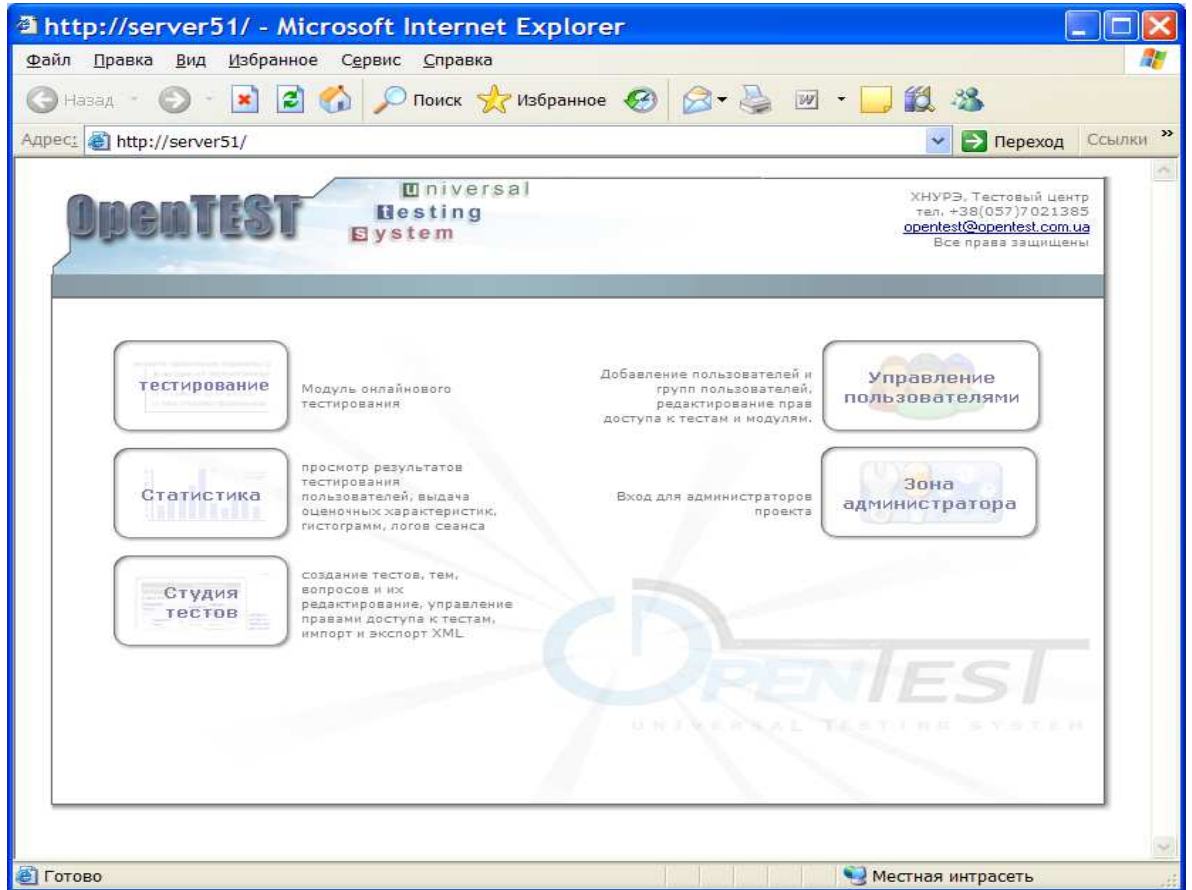 http://server51/ - Microsoft Internet Explorer
Файл Правка Вид Избранное Сервис Справка
Назад Поиск Избранное
Адрес: http://server51/ Переход Ссылки »
OpenTEST
Universal
testing
System
ХНУРЭ, Тестовый центр
тел. +38(057)7021385
opentest@opentest.com.ua
Все права защищены
тестирование
Модуль онлайнового
тестирования
Добавление пользователей и
групп пользователей,
редактирование прав
доступа к тестам и модулям.
Управление
пользователями
Статистика
просмотр результатов
тестирования
пользователей, выдача
оценочных характеристик,
гистограмм, логов сеанса
Вход для администраторов
проекта
Зона
администратора
Студия
тестов
создание тестов, тем,
вопросов и их
редактирование, управление
правами доступа к тестам,
импорт и экспорт XML
OPENTEST
UNIVERSAL TESTING SYSTEM
Готово
Местная интрасеть